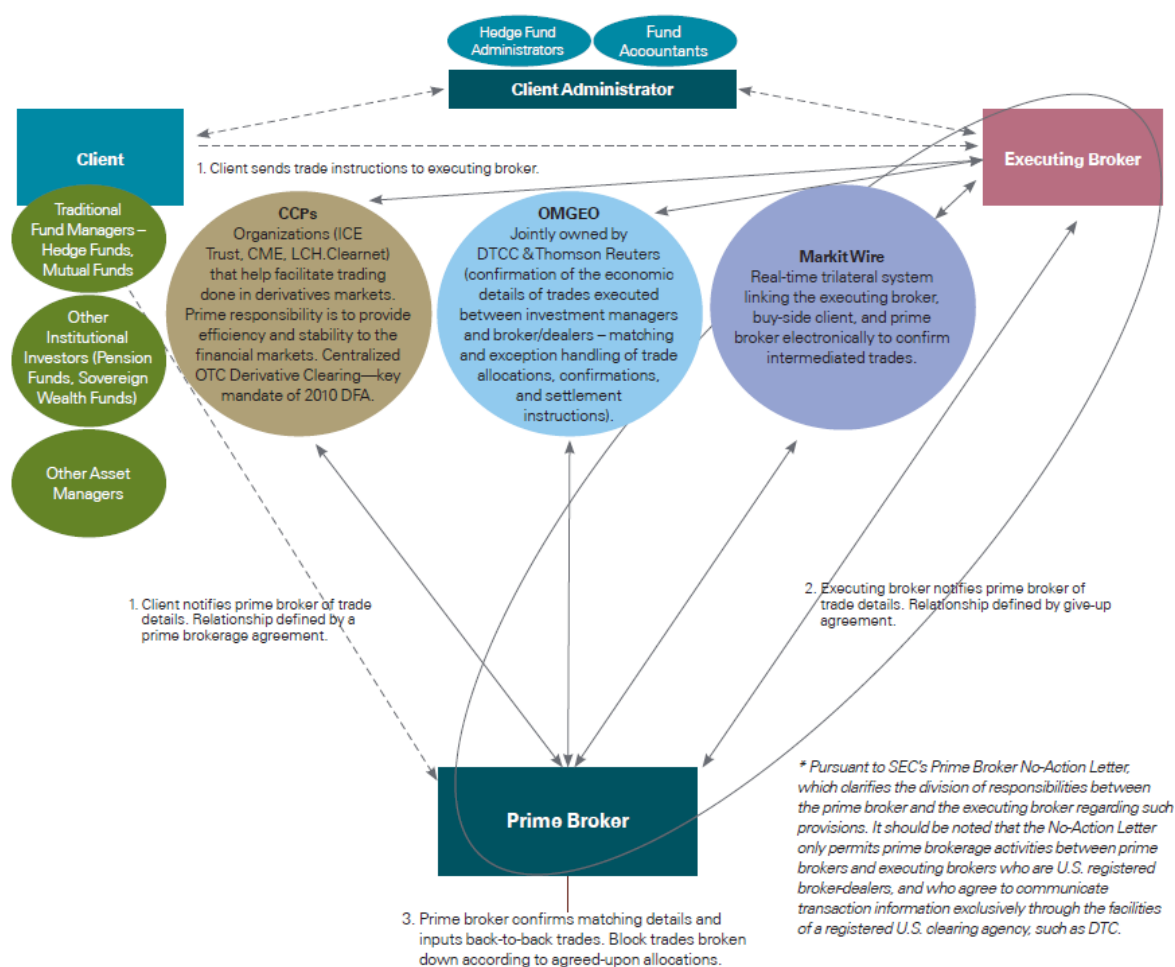 Hedge Fund
Administrators
Fund
Accountants
Client Administrator
Client
Executing Broker
1. Client sends trade instructions to executing broker.
Traditional
Fund Managers –
Hedge Funds,
Mutual Funds
Other
Institutional
Investors (Pension
Funds, Sovereign
Wealth Funds)
Other Asset
Managers
CCPs
Organizations (ICE
Trust, CME, LCH.Clearnet)
that help facilitate trading
done in derivatives markets.
Prime responsibility is to provide
efficiency and stability to the
financial markets. Centralized
OTC Derivative Clearing—key
mandate of 2010 DFA.
OMGEO
Jointly owned by
DTCC & Thomson Reuters
(confirmation of the economic
details of trades executed
between investment managers
and broker/dealers – matching
and exception handling of trade
allocations, confirmations,
and settlement
instructions).
MarkitWire
Real-time trilateral system
linking the executing broker,
buy-side client, and prime
broker electronically to confirm
intermediated trades.
1. Client notifies prime broker of trade
details. Relationship defined by a
prime brokerage agreement.
2. Executing broker notifies prime broker of
trade details. Relationship defined by give-up
agreement.
Prime Broker
* Pursuant to SEC's Prime Broker No-Action Letter,
which clarifies the division of responsibilities between
the prime broker and the executing broker regarding such
provisions. It should be noted that the No-Action Letter
only permits prime brokerage activities between prime
brokers and executing brokers who are U.S. registered
broker-dealers, and who agree to communicate
transaction information exclusively through the facilities
of a registered U.S. clearing agency, such as DTC.
3. Prime broker confirms matching details and
inputs back-to-back trades. Block trades broken
down according to agreed-upon allocations.